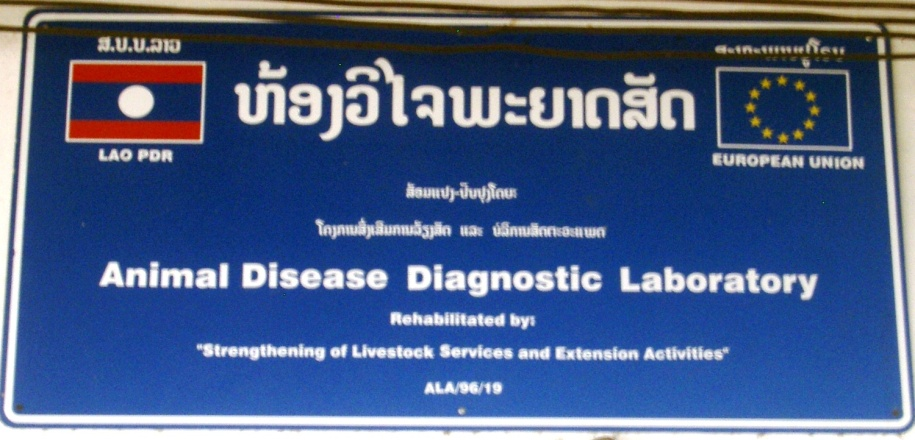 ສ.ປ.ປ.ລາວ
ຫ້ອງວິໄຈພະຍາດສັດ
LAO PDR
EUROPEAN UNION
ສ້ອມແປງ-ປັບປຸງໂດຍ:
ໂຄງການສົ່ງເສີມການລ້ຽງສັດ ແລະ ບໍລິການສັດຕະວະແພດ
Animal Disease Diagnostic Laboratory
Rehabilitated by:
"Strengthening of Livestock Services and Extension Activities"
ALA/96/19